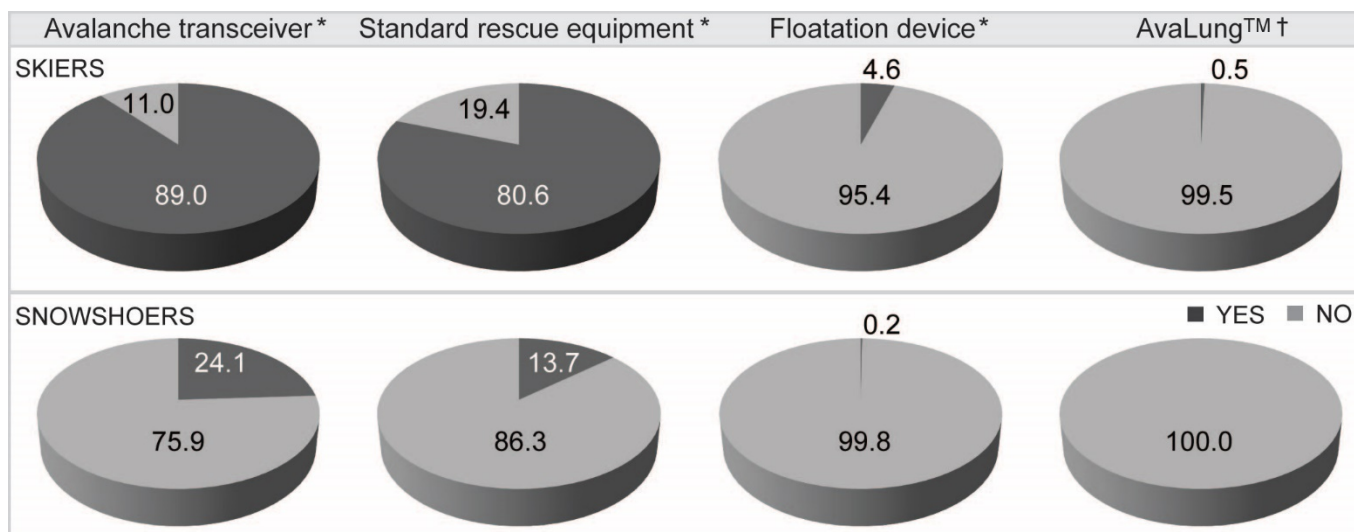 Avalanche transceiver * Standard rescue equipment * Floatation device* AvaLung™ †
SKIERS
4.6 0.5
11.0 19.4
89.0 80.6 95.4 99.5
SNOWSHOERS
0.2 ■ YES ■ NO
24.1 13.7
75.9 86.3 99.8 100.0